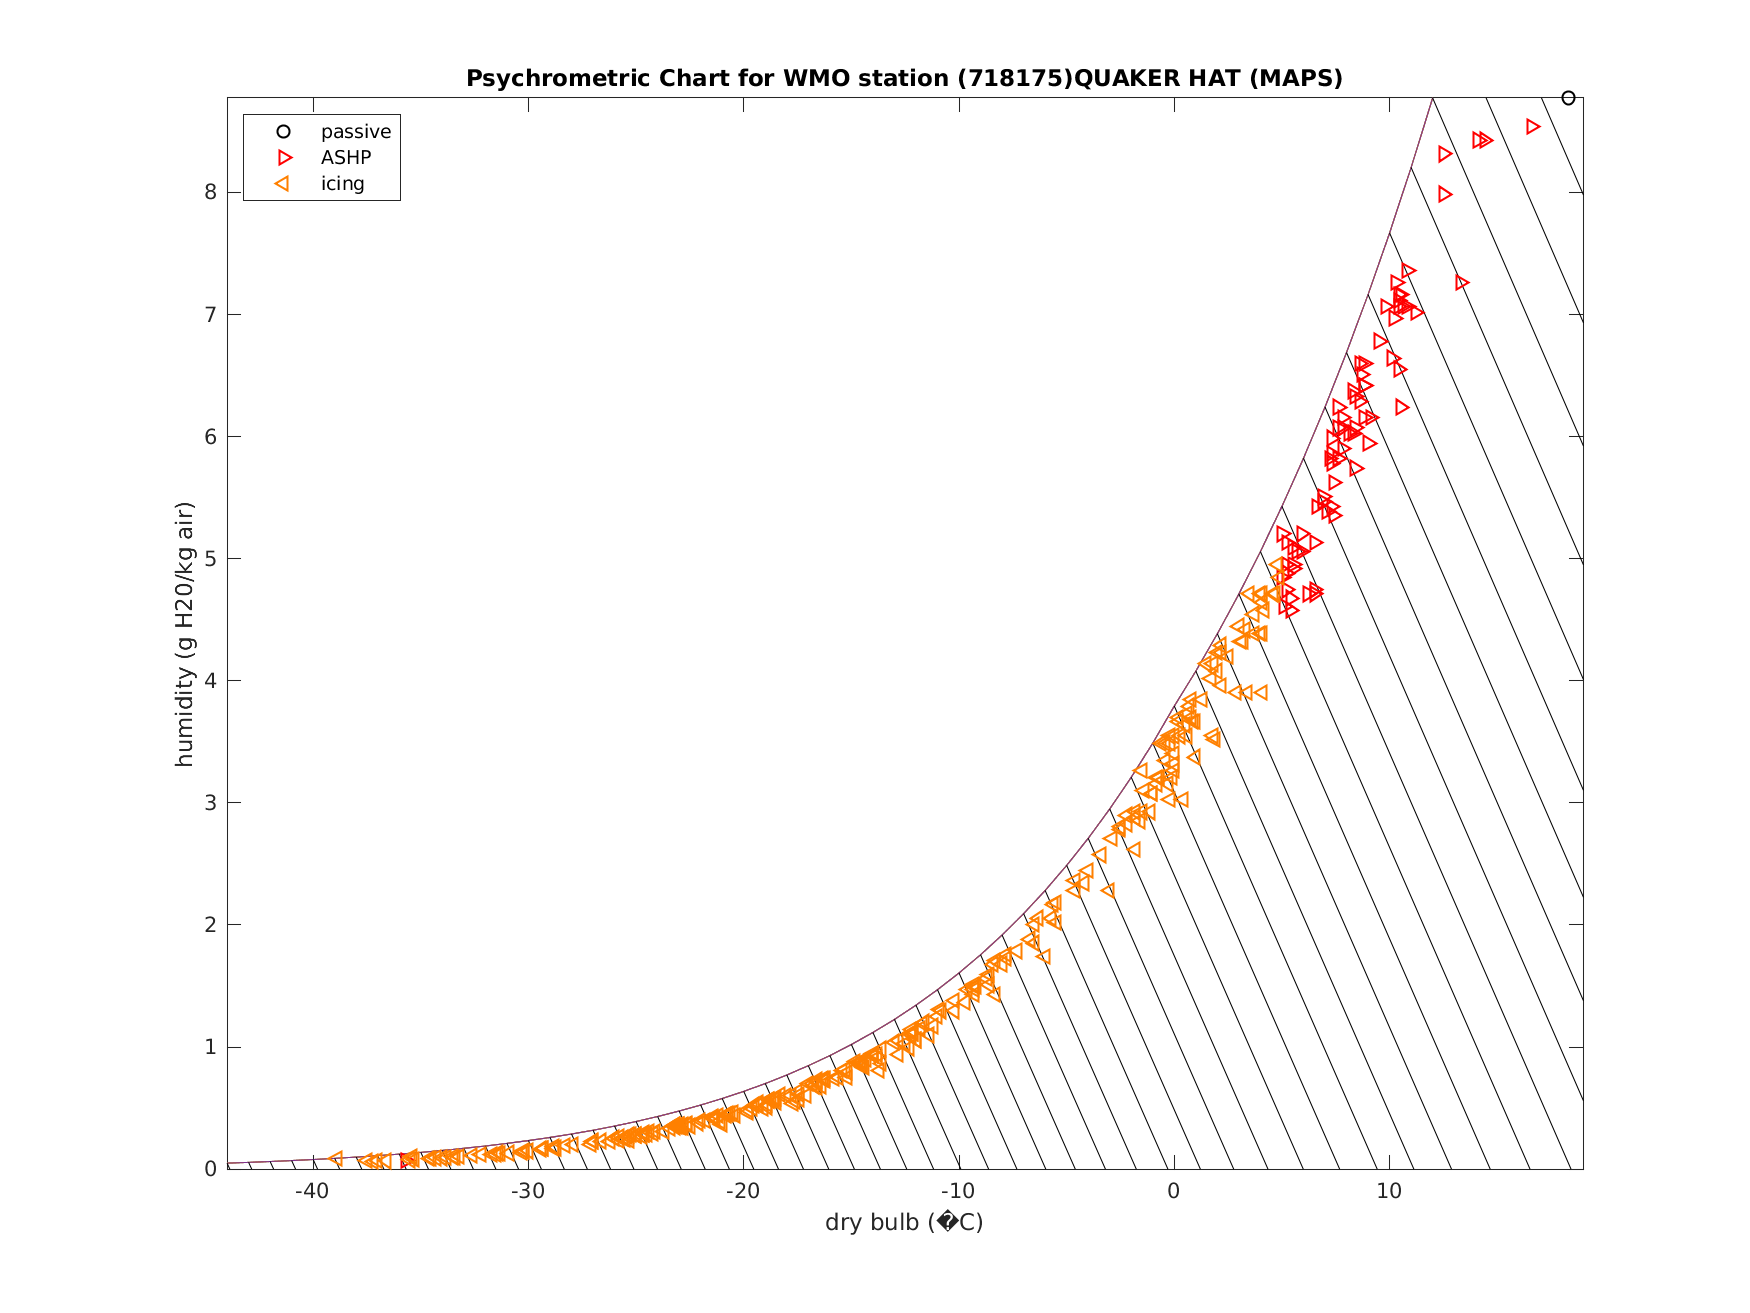 Psychrometric Chart for WMO station (718175)QUAKER HAT (MAPS)
passive
ASHP
icing
humidity (g H20/kg air)
8
7
6
5
4
3
2
1
0
-40 -30 -20 -10 0 10
dry bulb (�C)